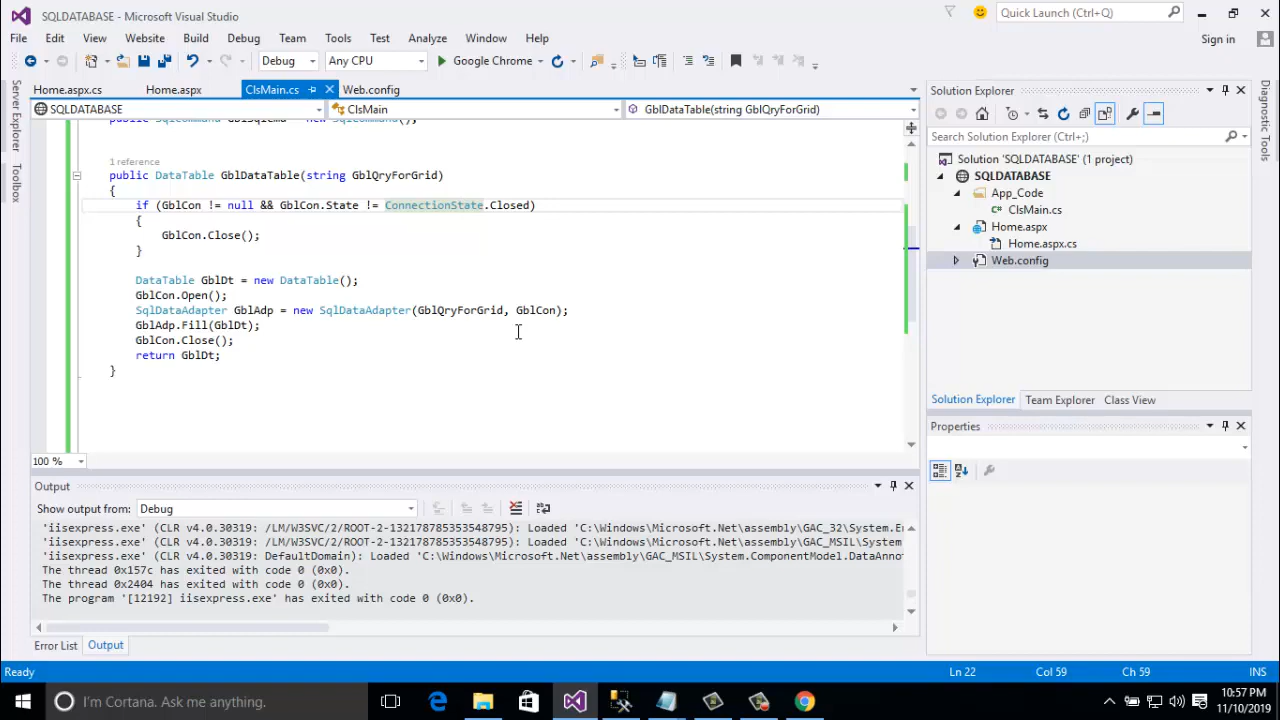 SQLDATABASE - Microsoft Visual Studio
Quick Launch (Ctrl+Q)
File Edit View Website Build Debug Team Tools Test Analyze Window Help
Sign in
Debug Any CPU Google Chrome
Home.aspx.cs Home.aspx ClsMain.cs Web.config
SQLDATABASE ClsMain GblDataTable(string GblQryForGrid)
Server Explorer
Toolbox
public SqlCommand GblSqlCmd = new SqlCommand();
1 reference
public DataTable GblDataTable(string GblQryForGrid)
{
if (GblCon != null && GblCon.State != ConnectionState.Closed)
{
GblCon.Close();
}
DataTable GblDt = new DataTable();
GblCon.Open();
SqlDataAdapter GblAdp = new SqlDataAdapter(GblQryForGrid, GblCon);
GblAdp.Fill(GblDt);
GblCon.Close();
return GblDt;
}
100 %
Output
Show output from: Debug
'iisexpress.exe' (CLR v4.0.30319: /LM/W3SVC/2/ROOT-2-132178785353548795): Loaded 'C:\Windows\Microsoft.Net\assembly\GAC_32\System.En
'iisexpress.exe' (CLR v4.0.30319: /LM/W3SVC/2/ROOT-2-132178785353548795): Loaded 'C:\Windows\Microsoft.Net\assembly\GAC_MSIL\System.
'iisexpress.exe' (CLR v4.0.30319: DefaultDomain): Loaded 'C:\Windows\Microsoft.Net\assembly\GAC_MSIL\System.ComponentModel.DataAnno
The thread 0x157c has exited with code 0 (0x0).
The thread 0x2404 has exited with code 0 (0x0).
The program '[12192] iisexpress.exe' has exited with code 0 (0x0).
Error List Output
Solution Explorer
Search Solution Explorer (Ctrl+;)
Solution 'SQLDATABASE' (1 project)
SQLDATABASE
App_Code
ClsMain.cs
Home.aspx
Home.aspx.cs
Web.config
Solution Explorer Team Explorer Class View
Properties
Diagnostic Tools
Ready Ln 22 Col 59 Ch 59 INS
I'm Cortana. Ask me anything.
10:57 PM
11/10/2019